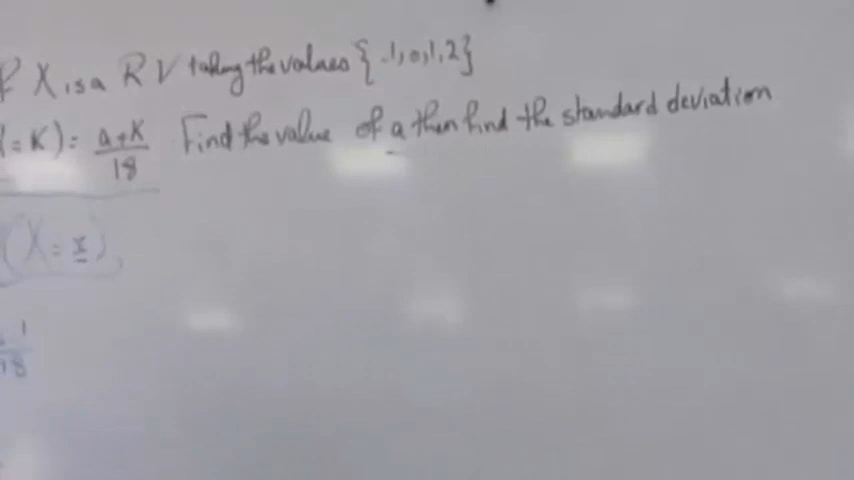 X is a RV taking the values {-1,0,1,2}
= K) = a+K/18 Find the value of a then find the standard deviation
(X = x)
1/18